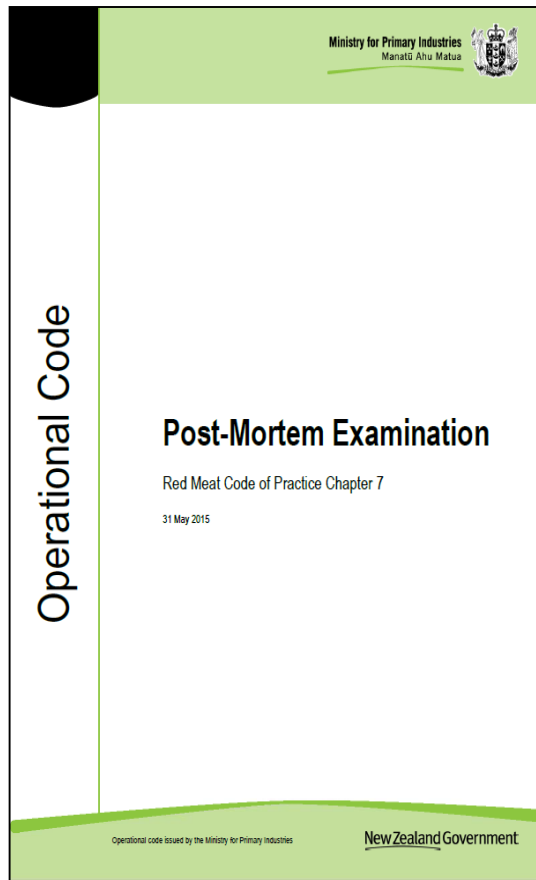 Ministry for Primary Industries
Manatū Ahu Matua
Operational Code
Post-Mortem Examination
Red Meat Code of Practice Chapter 7
31 May 2015
Operational code issued by the Ministry for Primary Industries
New Zealand Government